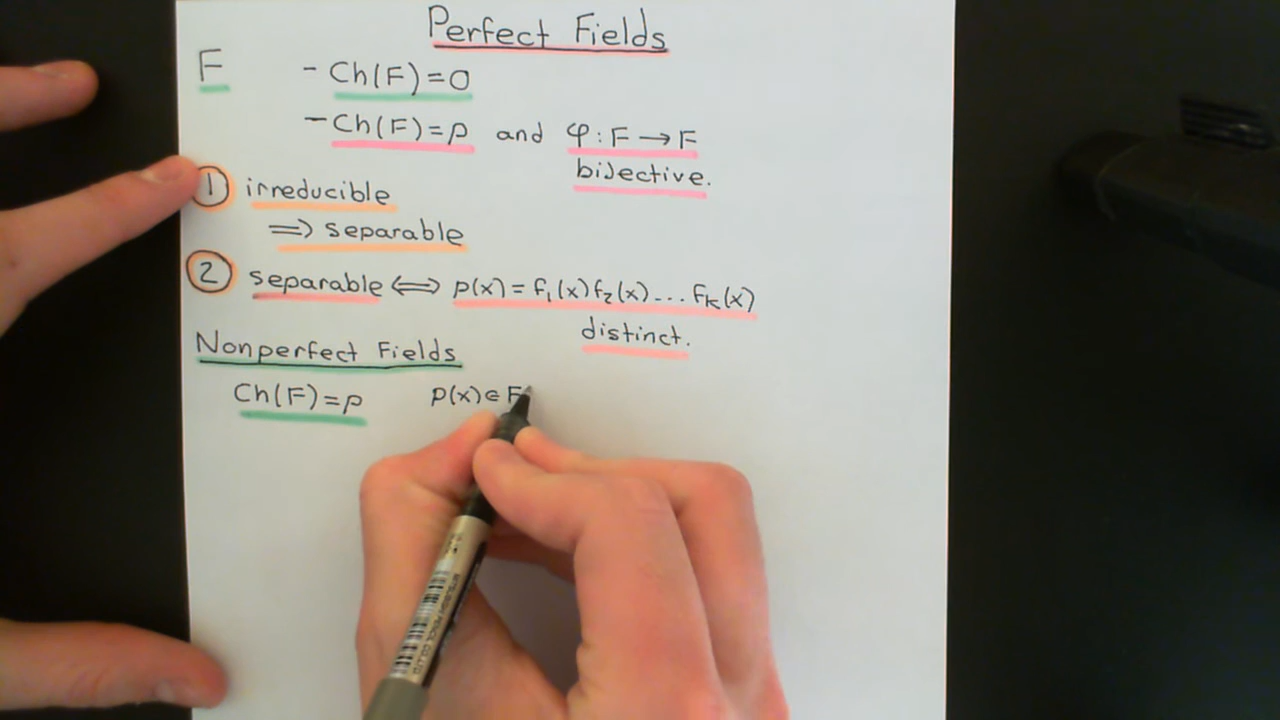 Perfect Fields
F
- Ch(F)=0
- Ch(F)=p and φ: F → F
bijective.
① irreducible
⇒ separable
② separable ⇔ p(x) = f₁(x)f₂(x)...fₖ(x)
distinct.
Nonperfect Fields
Ch(F)=p p(x)∈F